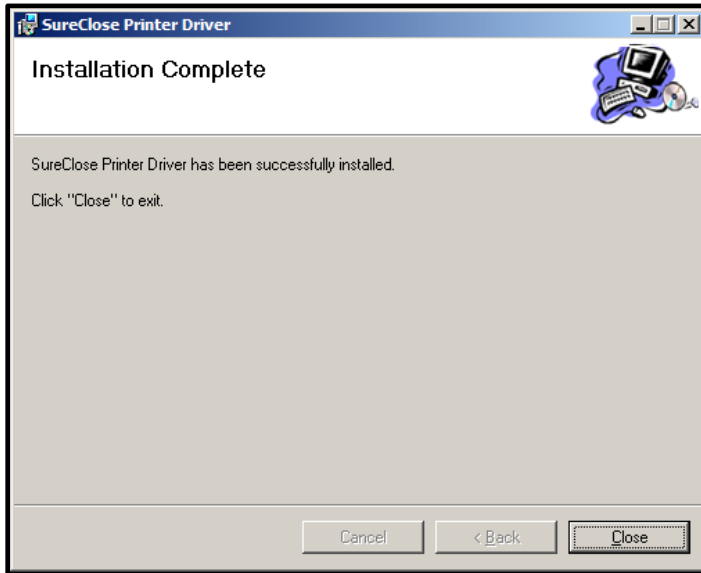 SureClose Printer Driver
Installation Complete
SureClose Printer Driver has been successfully installed.
Click "Close" to exit.
Cancel < Back Close